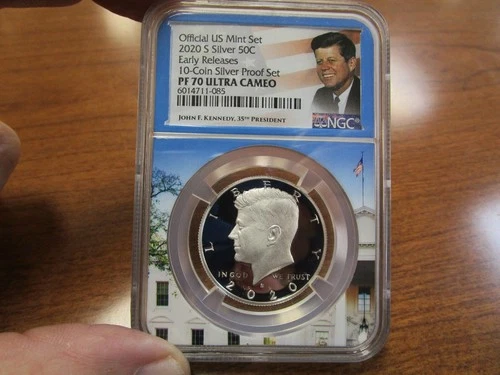 Official US Mint Set
2020 S Silver 50C
Early Releases
10-Coin Silver Proof Set
PF 70 ULTRA CAMEO
6014711-085
JOHN F. KENNEDY, 35TH PRESIDENT
NGC
LIBERTY
IN GOD WE TRUST
S
2020